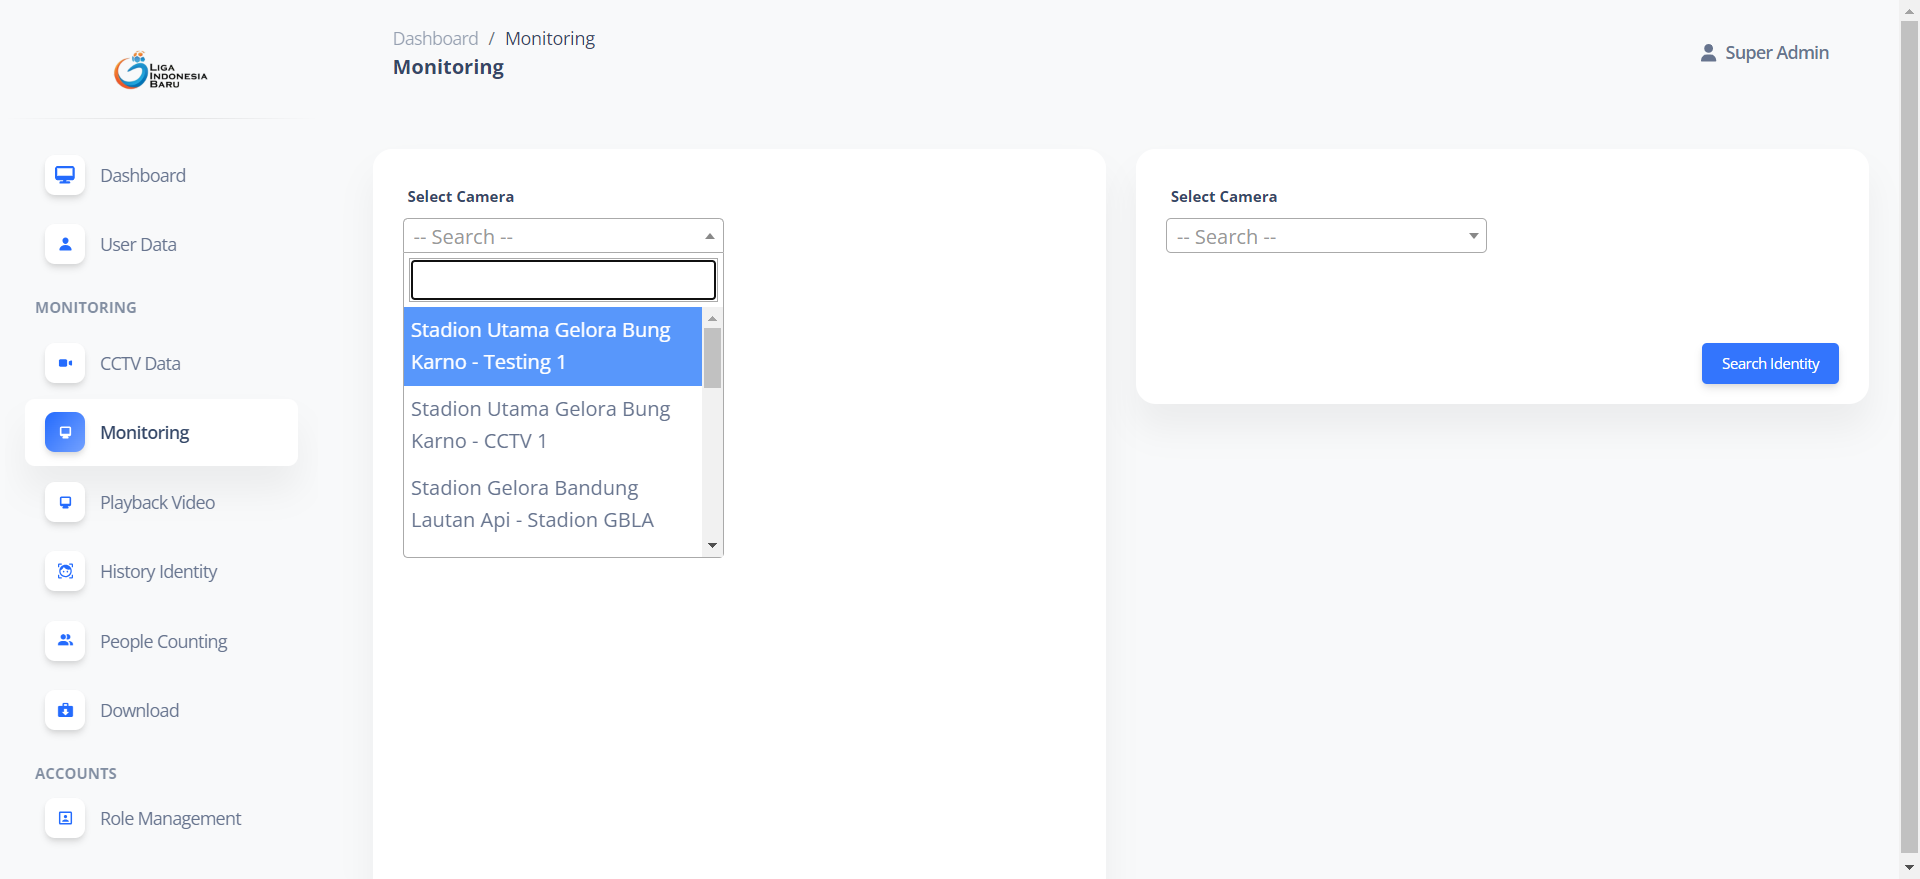 LIGA
INDONESIA
BARU
Dashboard
User Data
MONITORING
CCTV Data
Monitoring
Playback Video
History Identity
People Counting
Download
ACCOUNTS
Role Management
Dashboard / Monitoring
Monitoring
Super Admin
Select Camera
-- Search --
Stadion Utama Gelora Bung
Karno - Testing 1
Stadion Utama Gelora Bung
Karno - CCTV 1
Stadion Gelora Bandung
Lautan Api - Stadion GBLA
Select Camera
-- Search --
Search Identity